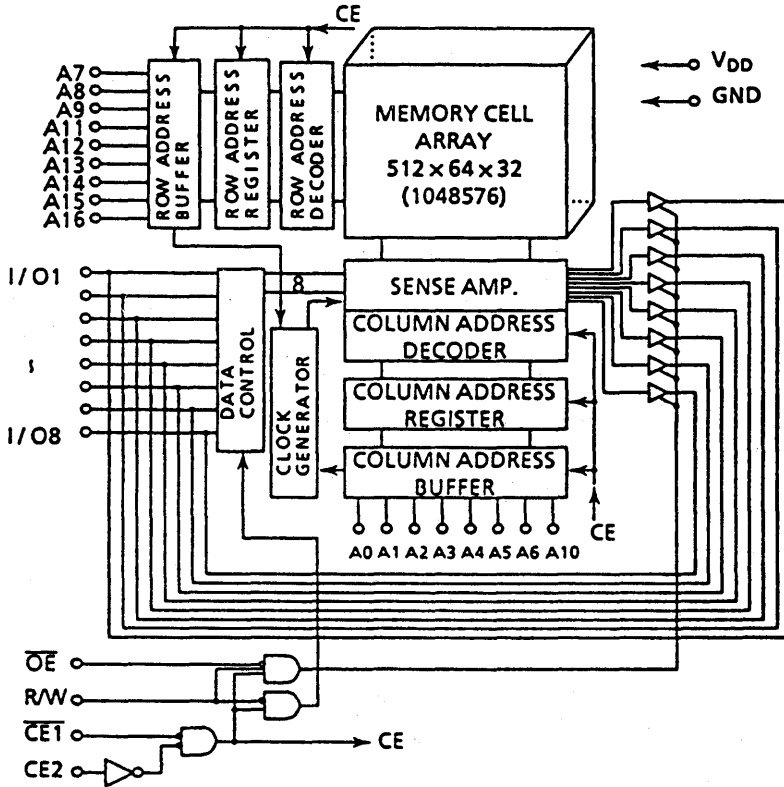 CE
A7
A8
A9
A11
A12
A13
A14
A15
A16
ROW ADDRESS
BUFFER
ROW ADDRESS
REGISTER
ROW ADDRESS
DECODER
MEMORY CELL
ARRAY
512 × 64 × 32
(1048576)
VDD
GND
I/O1
I/O8
DATA
CONTROL
8
CLOCK
GENERATOR
SENSE AMP.
COLUMN ADDRESS
DECODER
COLUMN ADDRESS
REGISTER
COLUMN ADDRESS
BUFFER
CE
A0 A1 A2 A3 A4 A5 A6 A10
O̅E̅
R/W
C̅E̅1̅
CE
CE2